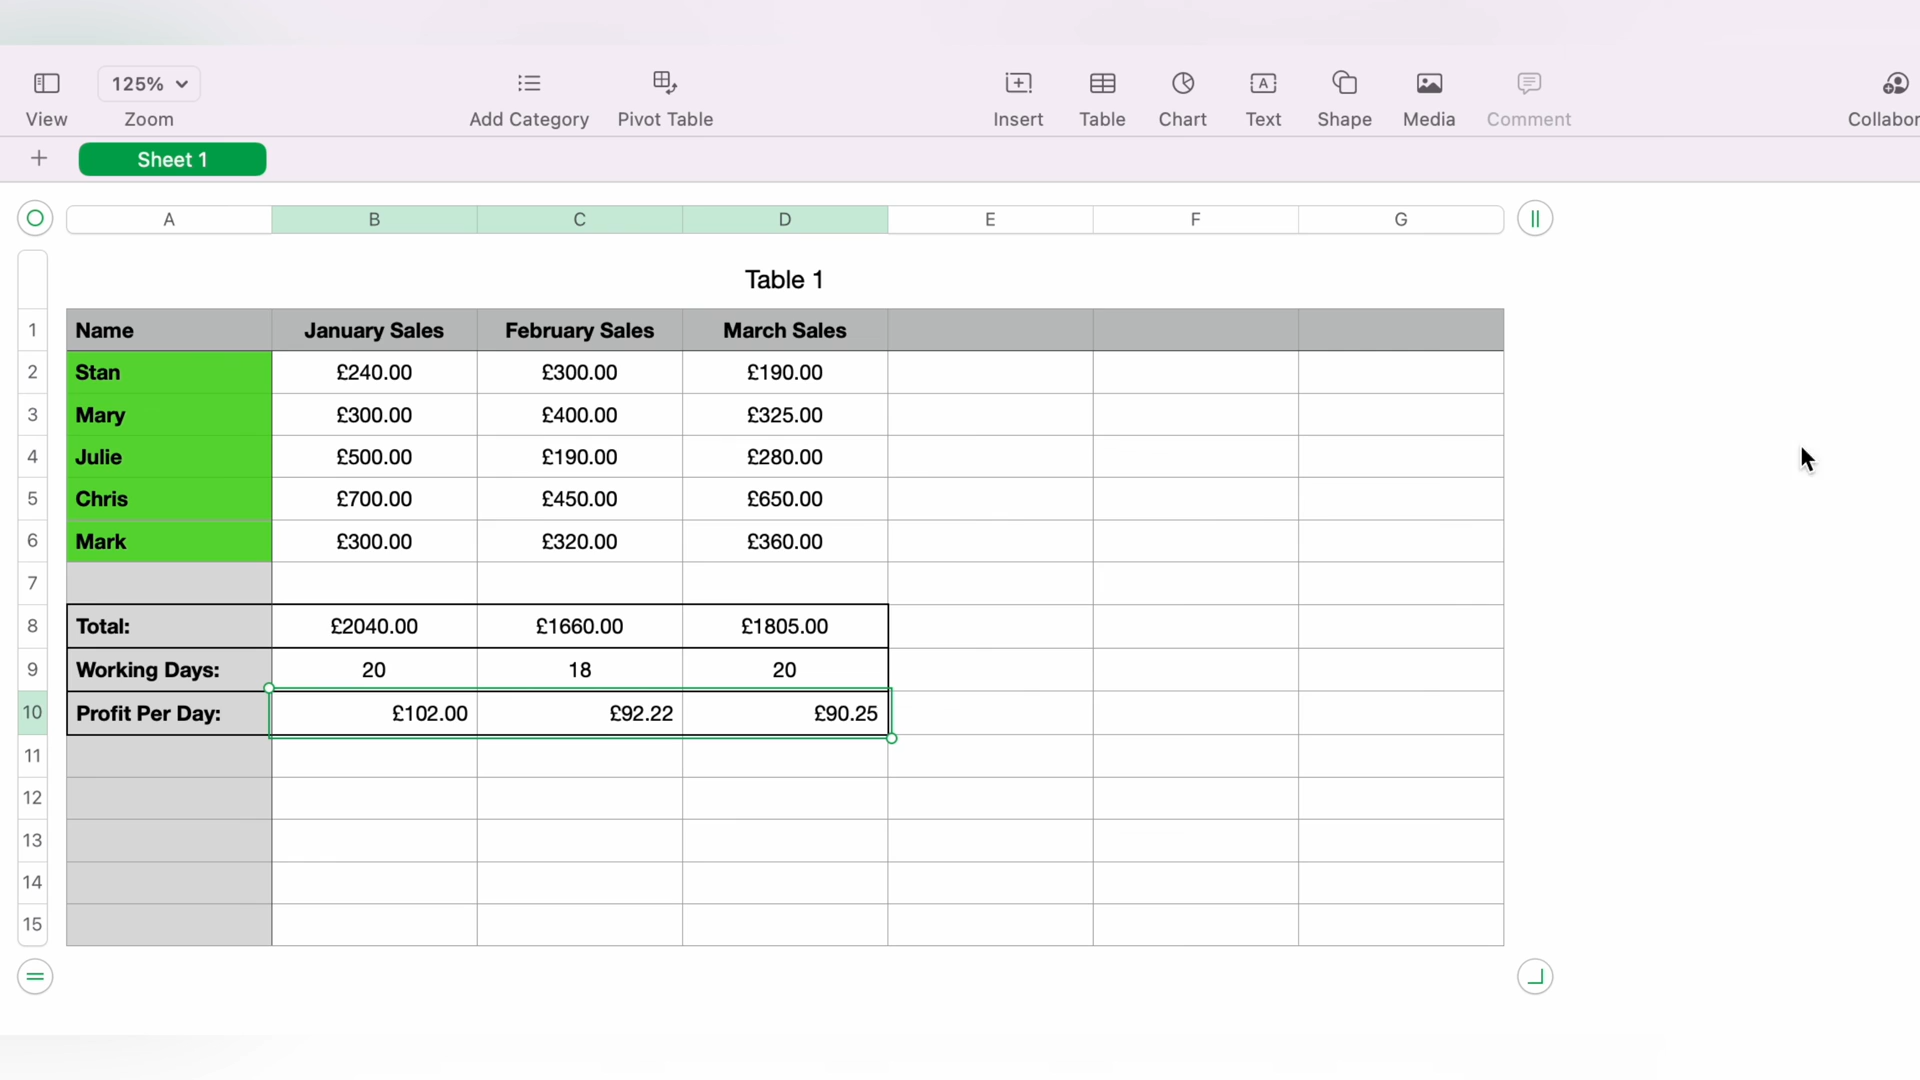 125%
View Zoom Add Category Pivot Table Insert Table Chart Text Shape Media Comment Collabor
Sheet 1
A B C D E F G
Table 1
1 Name January Sales February Sales March Sales
2 Stan £240.00 £300.00 £190.00
3 Mary £300.00 £400.00 £325.00
4 Julie £500.00 £190.00 £280.00
5 Chris £700.00 £450.00 £650.00
6 Mark £300.00 £320.00 £360.00
7
8 Total: £2040.00 £1660.00 £1805.00
9 Working Days: 20 18 20
10 Profit Per Day: £102.00 £92.22 £90.25
11
12
13
14
15